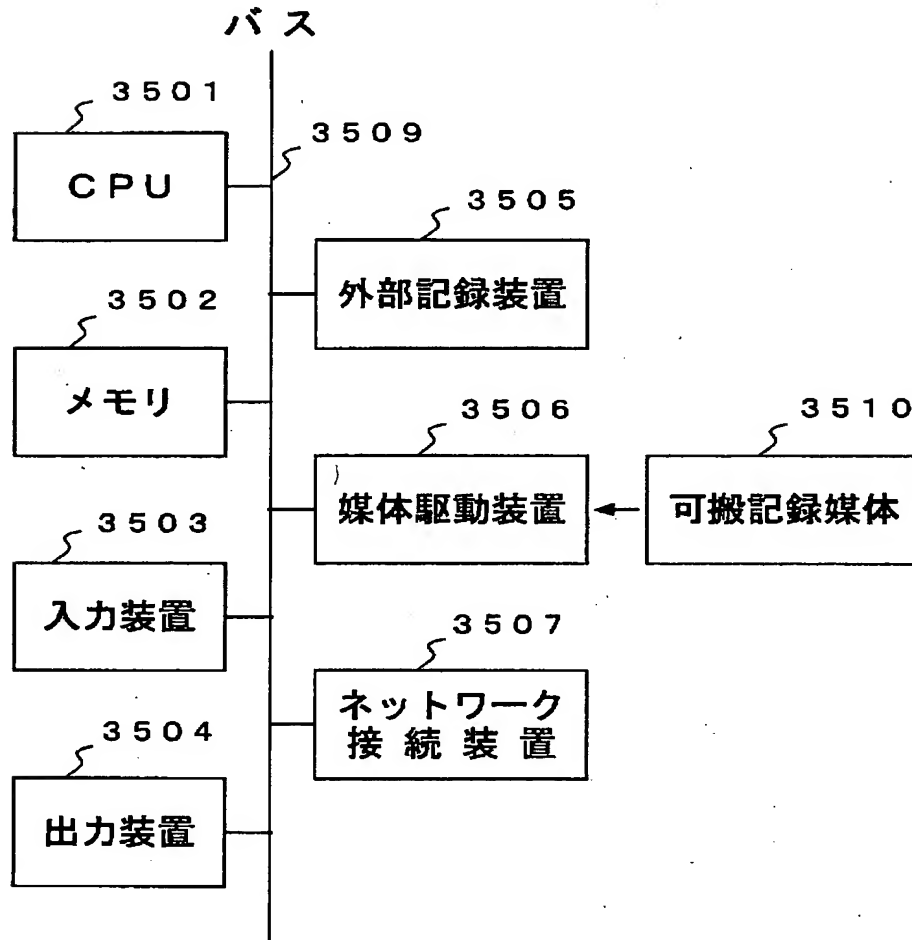 バス
3501
CPU
3509
3505
外部記録装置
3502
メモリ
3506
媒体駆動装置
3510
可搬記録媒体
3503
入力装置
3507
ネットワーク
接続装置
3504
出力装置